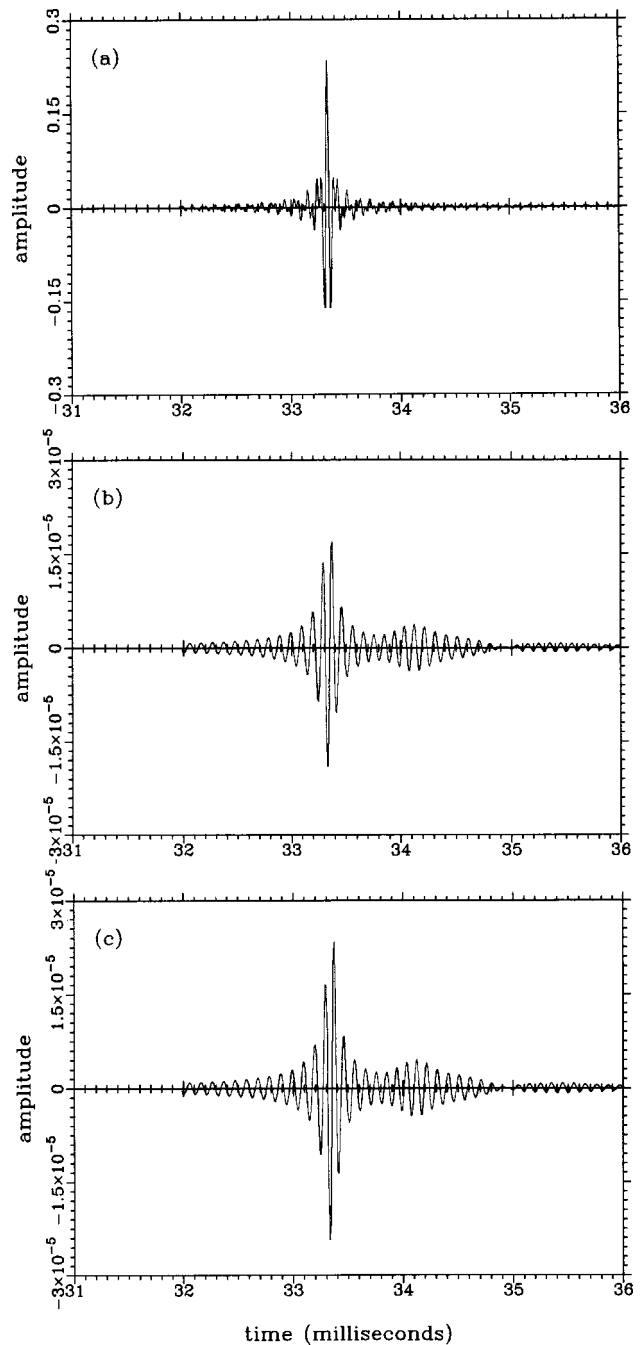 (a)
0.3
0.15
0
−0.15
−0.3
amplitude
31 32 33 34 35 36
(b)
3×10⁻⁵
1.5×10⁻⁵
0
−1.5×10⁻⁵
−3×10⁻⁵
amplitude
31 32 33 34 35 36
(c)
3×10⁻⁵
1.5×10⁻⁵
0
−1.5×10⁻⁵
−3×10⁻⁵
amplitude
31 32 33 34 35 36
time (milliseconds)